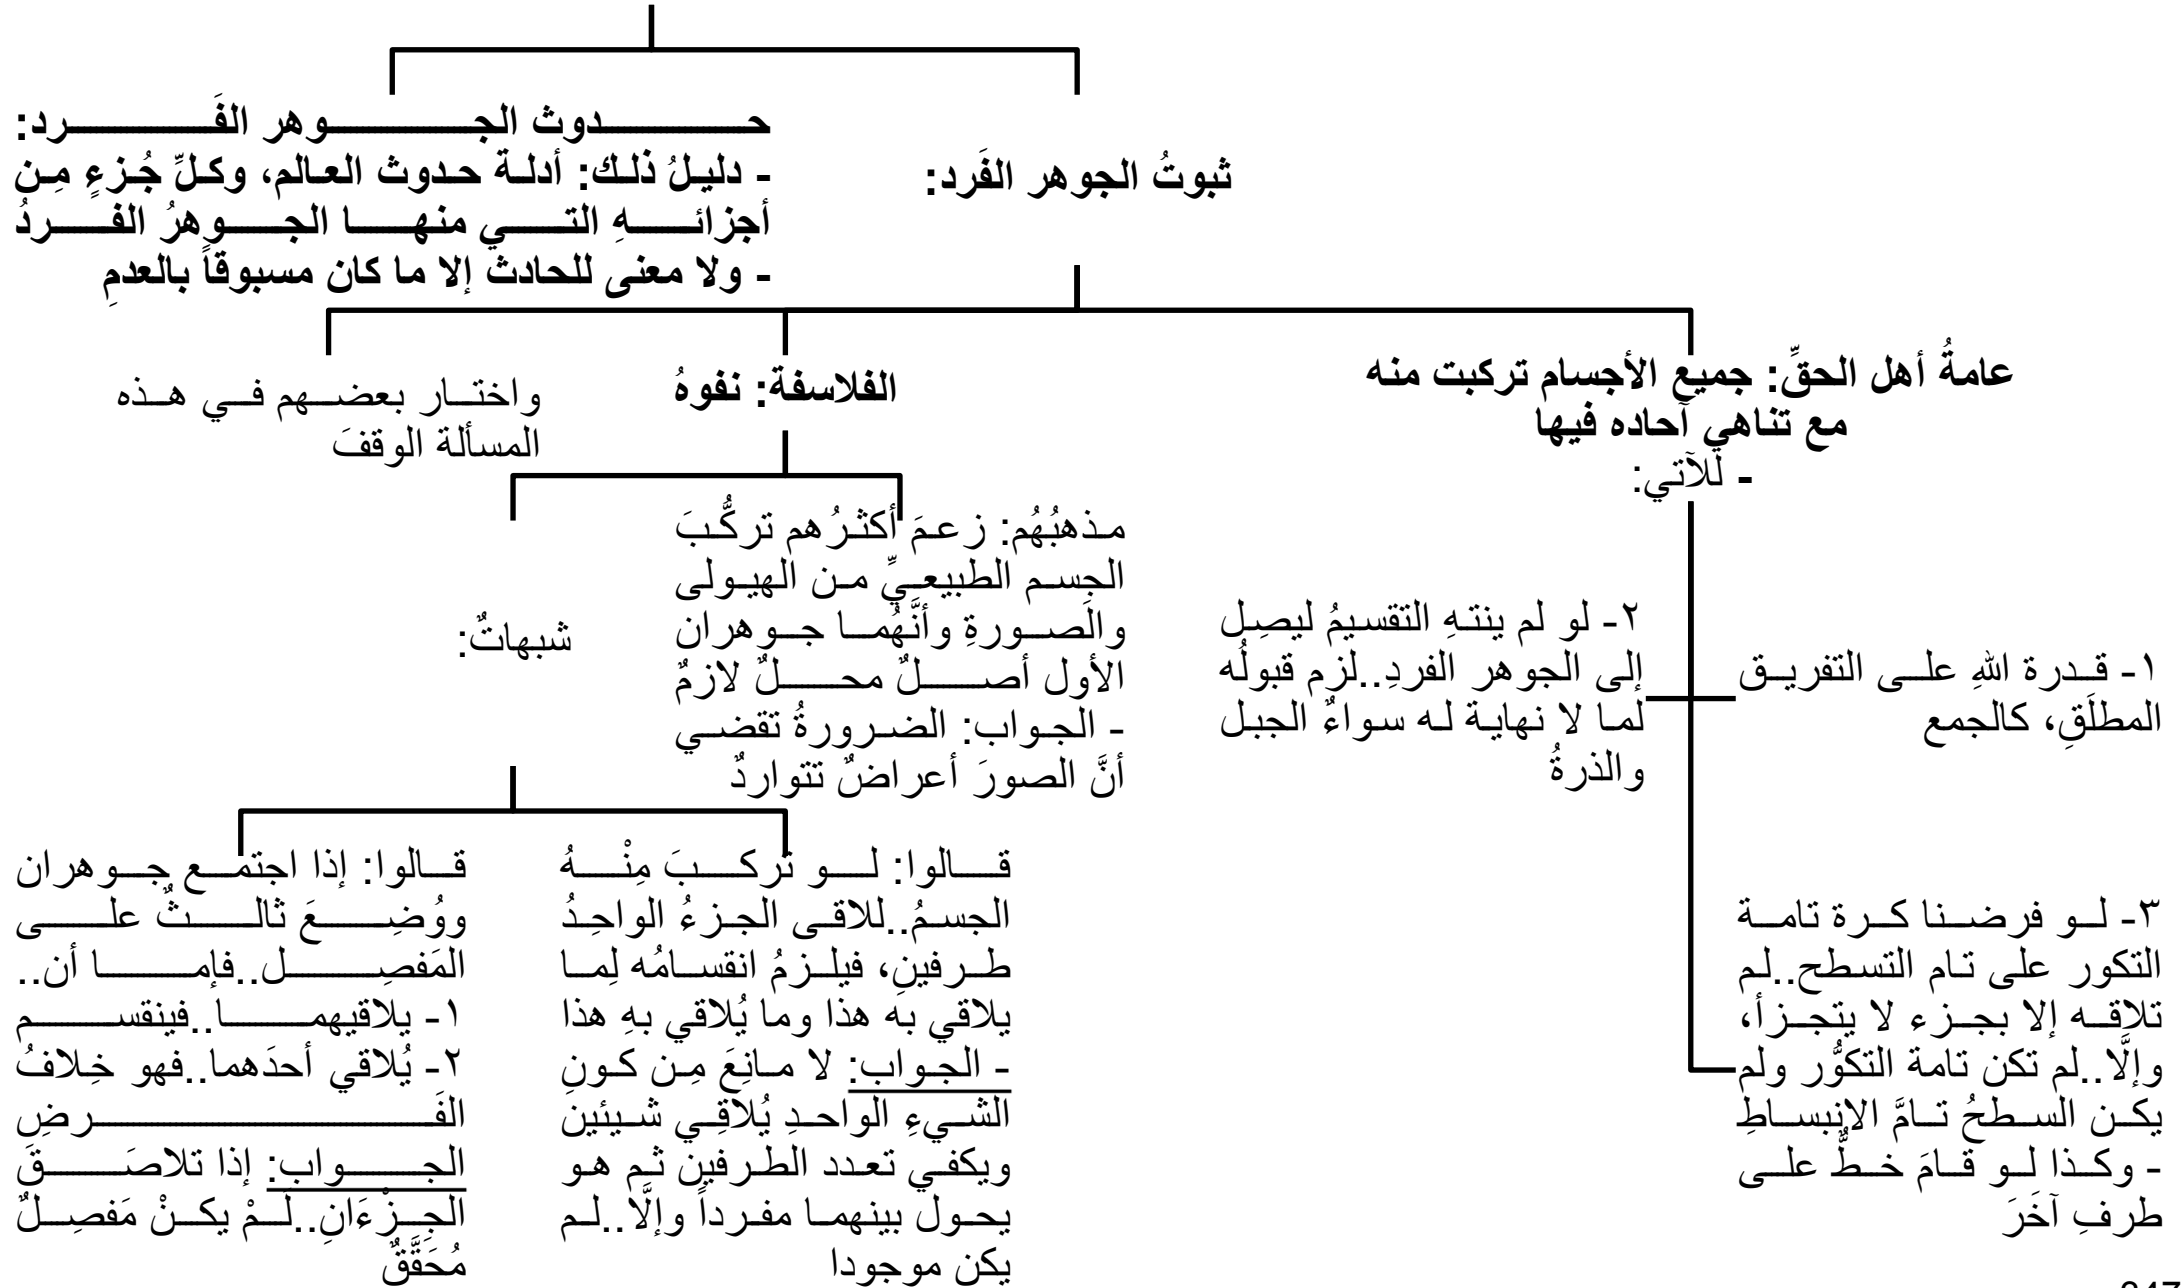 ثبوتُ الجوهر الفَرد:
حدوث الجوهر الفَرد:
- دليلُ ذلك: أدلة حدوث العالم، وكلِّ جُزءٍ مِن
أجزائهِ التي منها الجوهرُ الفردُ
- ولا معنى للحادث إلا ما كان مسبوقاً بالعدمِ
عامةُ أهل الحقِّ: جميع الأجسام تركبت منه
مع تناهي آحاده فيها
- للآتي:
١- قدرة اللهِ على التفريق
المطلَقِ، كالجمع
٢- لو لم ينتهِ التقسيمُ ليصِل
إلى الجوهر الفردِ..لزم قبولُه
لما لا نهاية له سواءٌ الجبل
والذرةُ
٣- لو فرضنا كرة تامة
التكور على تام التسطح..لم
تلاقه إلا بجزء لا يتجزأ،
وإلَّا..لم تكن تامة التكوُّر ولم
يكن السطحُ تامَّ الانبساطِ
- وكذا لو قامَ خطٌّ على
طرفِ آخَرَ
الفلاسفة: نفوهُ
مذهبُهُم: زعمَ أكثرُهم تركُّبَ
الجسم الطبيعيِّ من الهيولى
والصورةِ وأنَّهُما جوهران
الأول أصلٌ محلٌ لازمٌ
- الجواب: الضرورةُ تقضي
أنَّ الصورَ أعراضٌ تتواردٌ
شبهاتٌ:
قالوا: لو تركبَ مِنْهُ
الجسمُ..للاقى الجزءُ الواحِدُ
طرفينِ، فيلزمُ انقسامُه لِما
يلاقي به هذا وما يُلاقي بهِ هذا
- الجواب: لا مانِعَ مِن كونِ
الشيءِ الواحدِ يُلاقِي شيئين
ويكفي تعدد الطرفين ثم هو
يحول بينهما مفرداً وإلَّا..لم
يكن موجودا
قالوا: إذا اجتمع جوهران
ووُضِعَ ثالثٌ على
المَفصِل..فإما أن..
١- يلاقيهما..فينقسم
٢- يُلاقي أحدَهما..فهو خِلافُ
الفَرضِ
الجواب: إذا تلاصَقَ
الجزْءَانِ..لَمْ يكنْ مَفصِلٌ
مُحَقَّقٌ
واختار بعضهم في هذه
المسألة الوقفَ